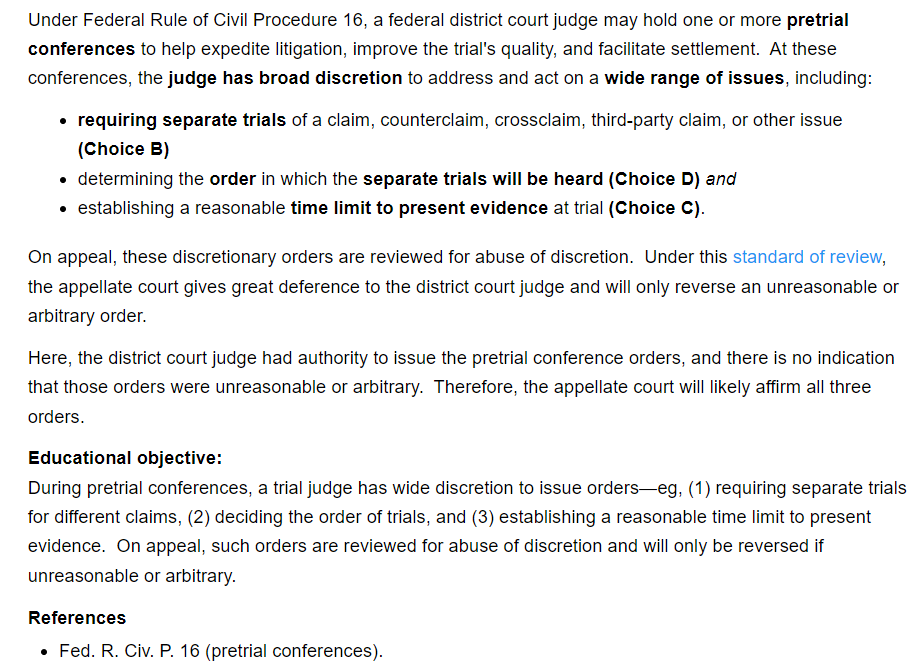 Under Federal Rule of Civil Procedure 16, a federal district court judge may hold one or more pretrial
conferences to help expedite litigation, improve the trial's quality, and facilitate settlement.  At these
conferences, the judge has broad discretion to address and act on a wide range of issues, including:
• requiring separate trials of a claim, counterclaim, crossclaim, third-party claim, or other issue
(Choice B)
• determining the order in which the separate trials will be heard (Choice D) and
• establishing a reasonable time limit to present evidence at trial (Choice C).
On appeal, these discretionary orders are reviewed for abuse of discretion.  Under this standard of review,
the appellate court gives great deference to the district court judge and will only reverse an unreasonable or
arbitrary order.
Here, the district court judge had authority to issue the pretrial conference orders, and there is no indication
that those orders were unreasonable or arbitrary.  Therefore, the appellate court will likely affirm all three
orders.
Educational objective:
During pretrial conferences, a trial judge has wide discretion to issue orders—eg, (1) requiring separate trials
for different claims, (2) deciding the order of trials, and (3) establishing a reasonable time limit to present
evidence.  On appeal, such orders are reviewed for abuse of discretion and will only be reversed if
unreasonable or arbitrary.
References
• Fed. R. Civ. P. 16 (pretrial conferences).